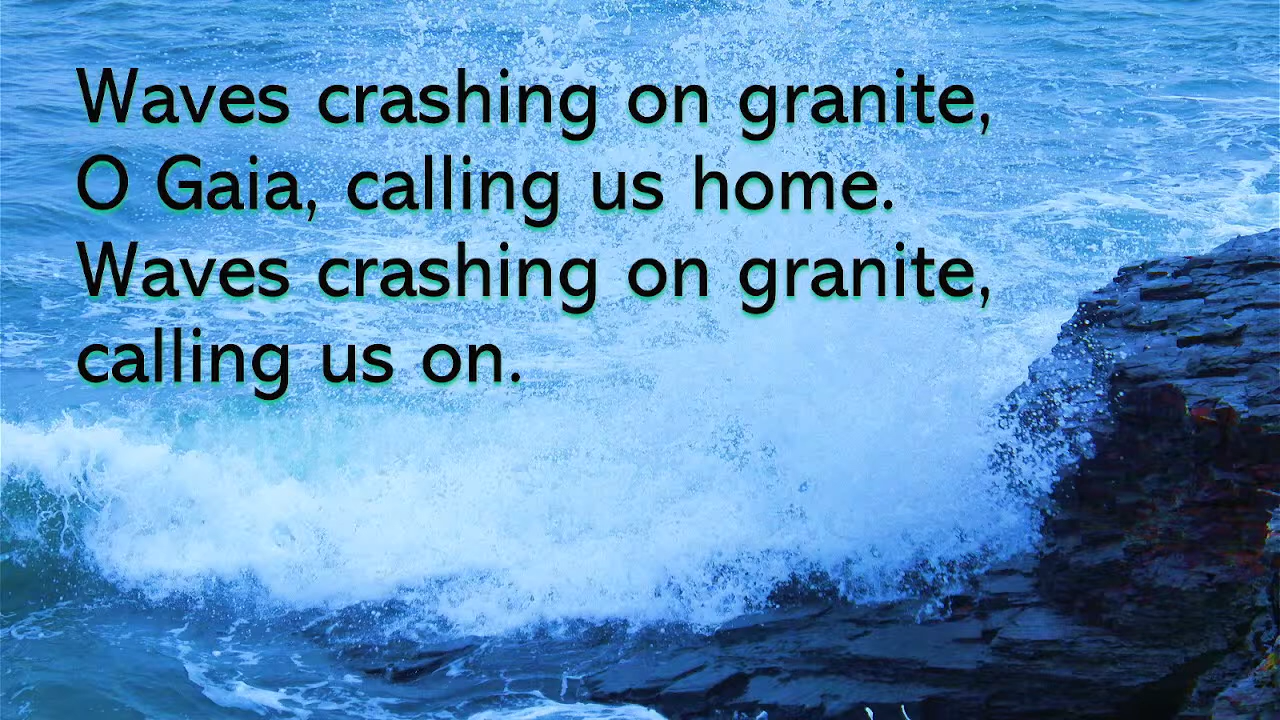 Waves crashing on granite,
O Gaia, calling us home.
Waves crashing on granite,
calling us on.